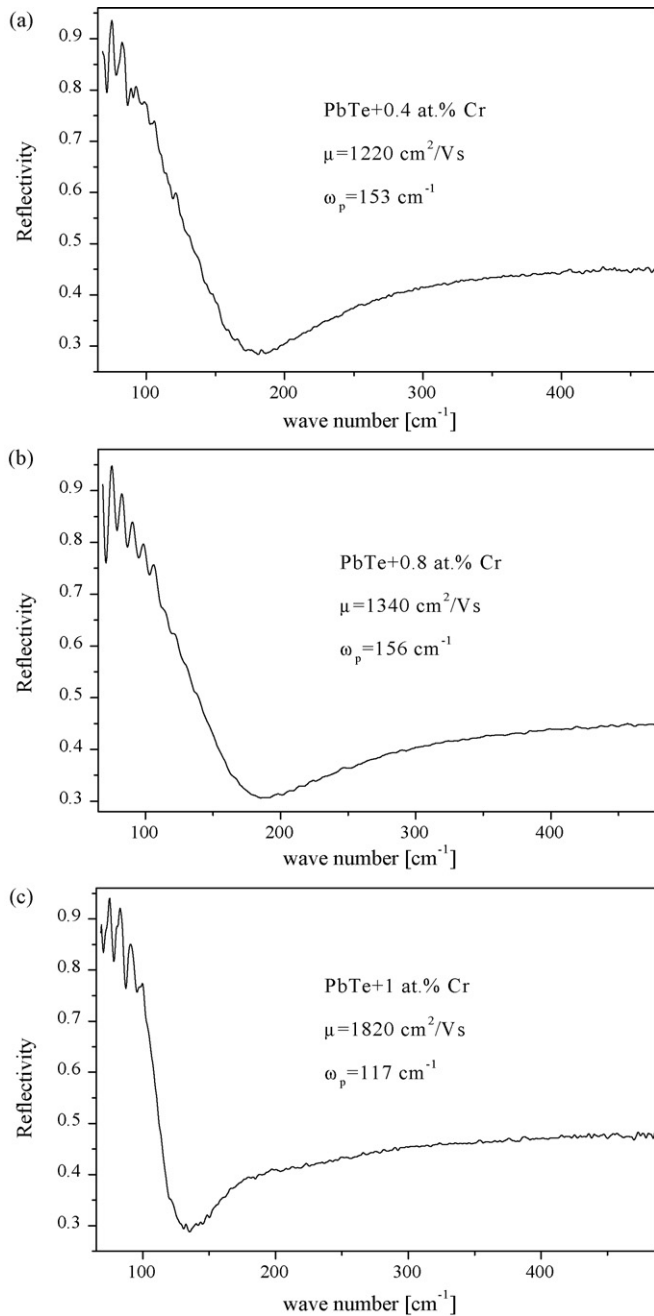 (a)
0.9
0.8
0.7
0.6
0.5
0.4
0.3
Reflectivity
PbTe+0.4 at.% Cr
μ=1220 cm²/Vs
ωₚ=153 cm⁻¹
100 200 300 400
wave number [cm⁻¹]
(b)
0.9
0.8
0.7
0.6
0.5
0.4
0.3
Reflectivity
PbTe+0.8 at.% Cr
μ=1340 cm²/Vs
ωₚ=156 cm⁻¹
100 200 300 400
wave number [cm⁻¹]
(c)
0.9
0.8
0.7
0.6
0.5
0.4
0.3
Reflectivity
PbTe+1 at.% Cr
μ=1820 cm²/Vs
ωₚ=117 cm⁻¹
100 200 300 400
wave number [cm⁻¹]